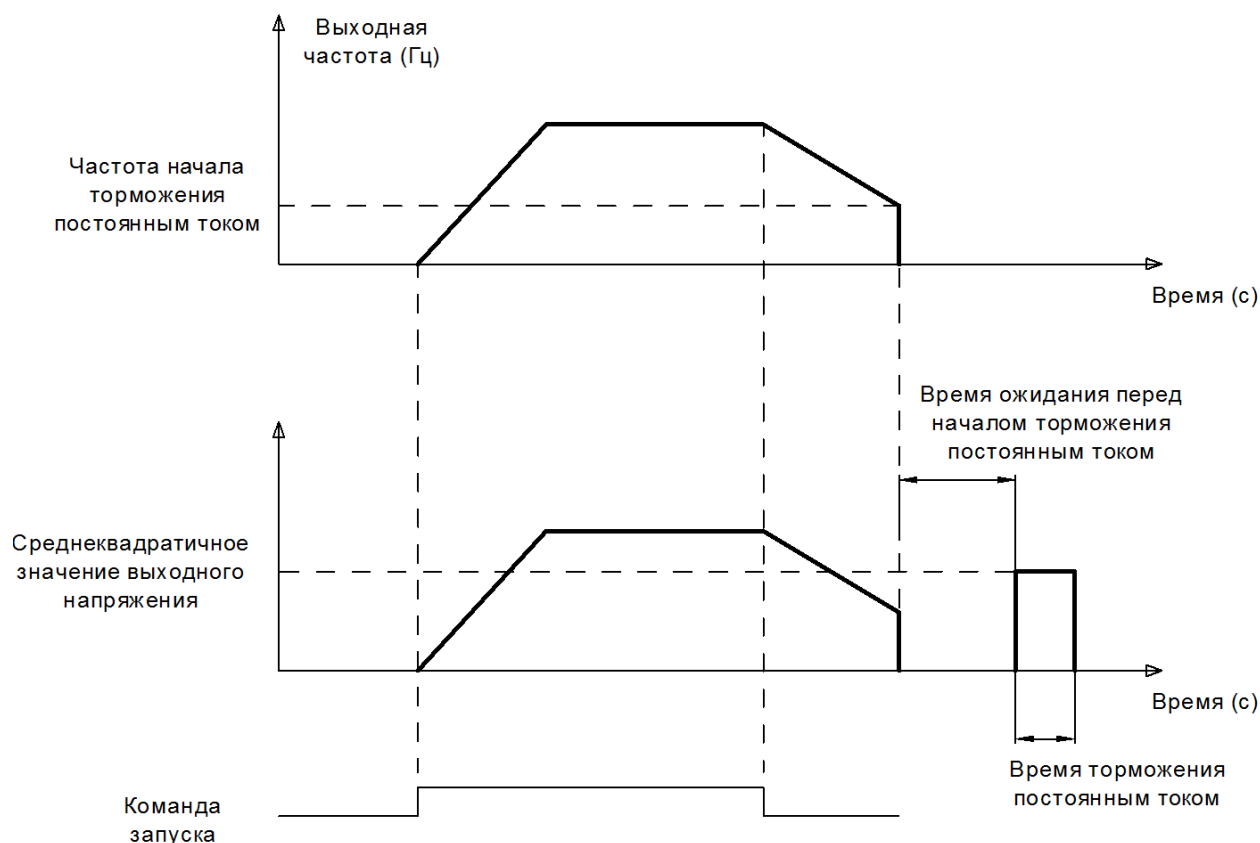 Выходная
частота (Гц)
Частота начала
торможения
постоянным током
Время (с)
Время ожидания перед
началом торможения
постоянным током
Среднеквадратичное
значение выходного
напряжения
Время (с)
Время торможения
постоянным током
Команда
запуска